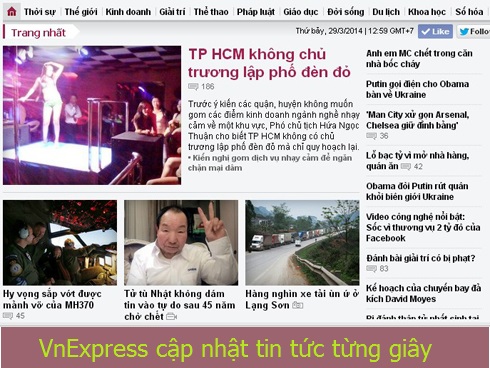 Thời sự Thế giới Kinh doanh Giải trí Thể thao Pháp luật Giáo dục Đời sống Du lịch Khoa học Số hóa
Trang nhất
Thứ bảy, 29/3/2014 | 12:59 GMT+7
Like
Follow
TP HCM không chủ
trương lập phố đèn đỏ
186
Trước ý kiến các quận, huyện không muốn
gom các điểm kinh doanh ngành nghề nhạy
cảm về một khu vực, Phó chủ tịch Hứa Ngọc
Thuận cho biết TP HCM không có chủ
trương lập phố đèn đỏ mà chỉ quy hoạch lại.
• Kiến nghị gom dịch vụ nhạy cảm để ngăn
chặn mại dâm
Anh em MC chết trong căn
nhà bốc cháy
Putin gọi điện cho Obama
bàn về Ukraine
'Man City xử gọn Arsenal,
Chelsea giữ đỉnh bảng'
36
Lỗ bạc tỷ vì mở nhà hàng,
quán ăn 42
Obama đòi Putin rút quân
khỏi biên giới Ukraine
Video công nghệ nổi bật:
Sốc vì thương vụ 2 tỷ đô của
Facebook
Đánh bài giải trí có bị phạt?
83
Kế hoạch của chuyến bay đả
kích David Moyes
Hy vọng sắp vớt được
mảnh vỡ của MH370
45
Tử tù Nhật không dám
tin vào tự do sau 45 năm
chờ chết
Hàng nghìn xe tải ùn ứ ở
Lạng Sơn
VnExpress cập nhật tin tức từng giây